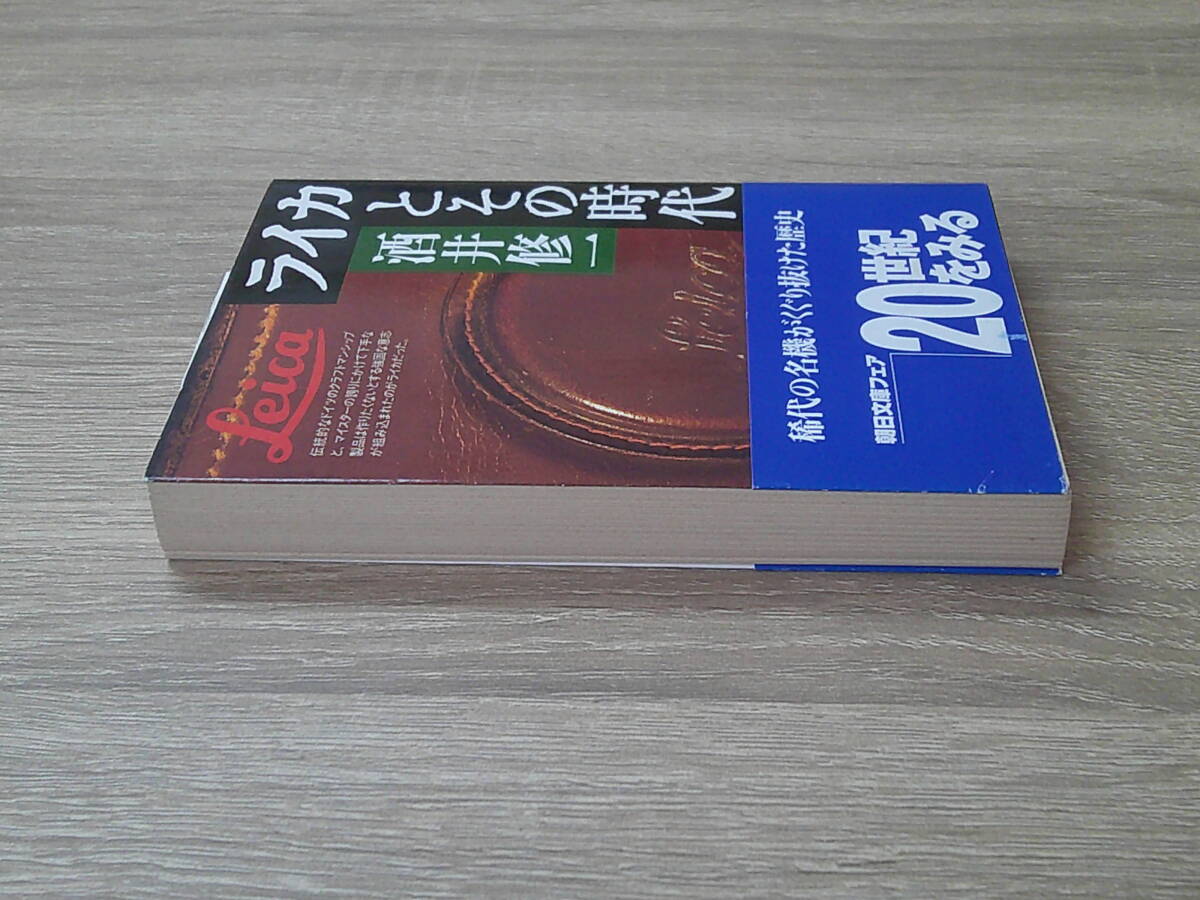 ライカとその時代
酒井修一
Leica
伝統的なドイツのクラフトマンシップ
と、マイスターの誇りにかけて下手な
製品は作りたくないとする強固な意志
が組み込まれたのがライカだった。
Leica
稀代の名機がくぐり抜けた歴史
朝日文庫フェア
20世紀
をみる